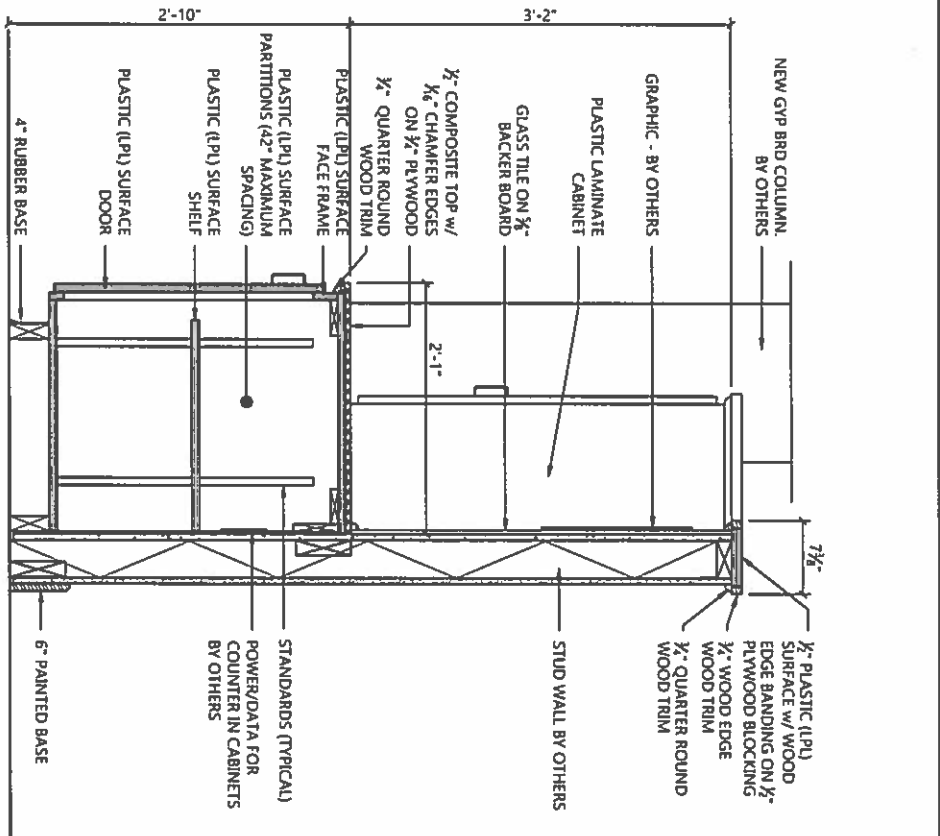 2'-10"
3'-2"
NEW GYP BRD COLUMN.
BY OTHERS
GRAPHIC - BY OTHERS
PLASTIC LAMINATE
CABINET
GLASS TILE ON ⅝"
BACKER BOARD
½" COMPOSITE TOP w/
1/16" CHAMFER EDGES
ON ¾" PLYWOOD
¾" QUARTER ROUND
WOOD TRIM
PLASTIC (LPL) SURFACE
FACE FRAME
PLASTIC (LPL) SURFACE
PARTITIONS (42" MAXIMUM
SPACING)
PLASTIC (LPL) SURFACE
SHELF
PLASTIC (LPL) SURFACE
DOOR
4" RUBBER BASE
2'-1"
7⅞"
½" PLASTIC (LPL)
SURFACE w/ WOOD
EDGE BANDING ON ½"
PLYWOOD BLOCKING
¾" WOOD EDGE
WOOD TRIM
¾" QUARTER ROUND
WOOD TRIM
STUD WALL BY OTHERS
STANDARDS (TYPICAL)
POWER/DATA FOR
COUNTER IN CABINETS
BY OTHERS
6" PAINTED BASE